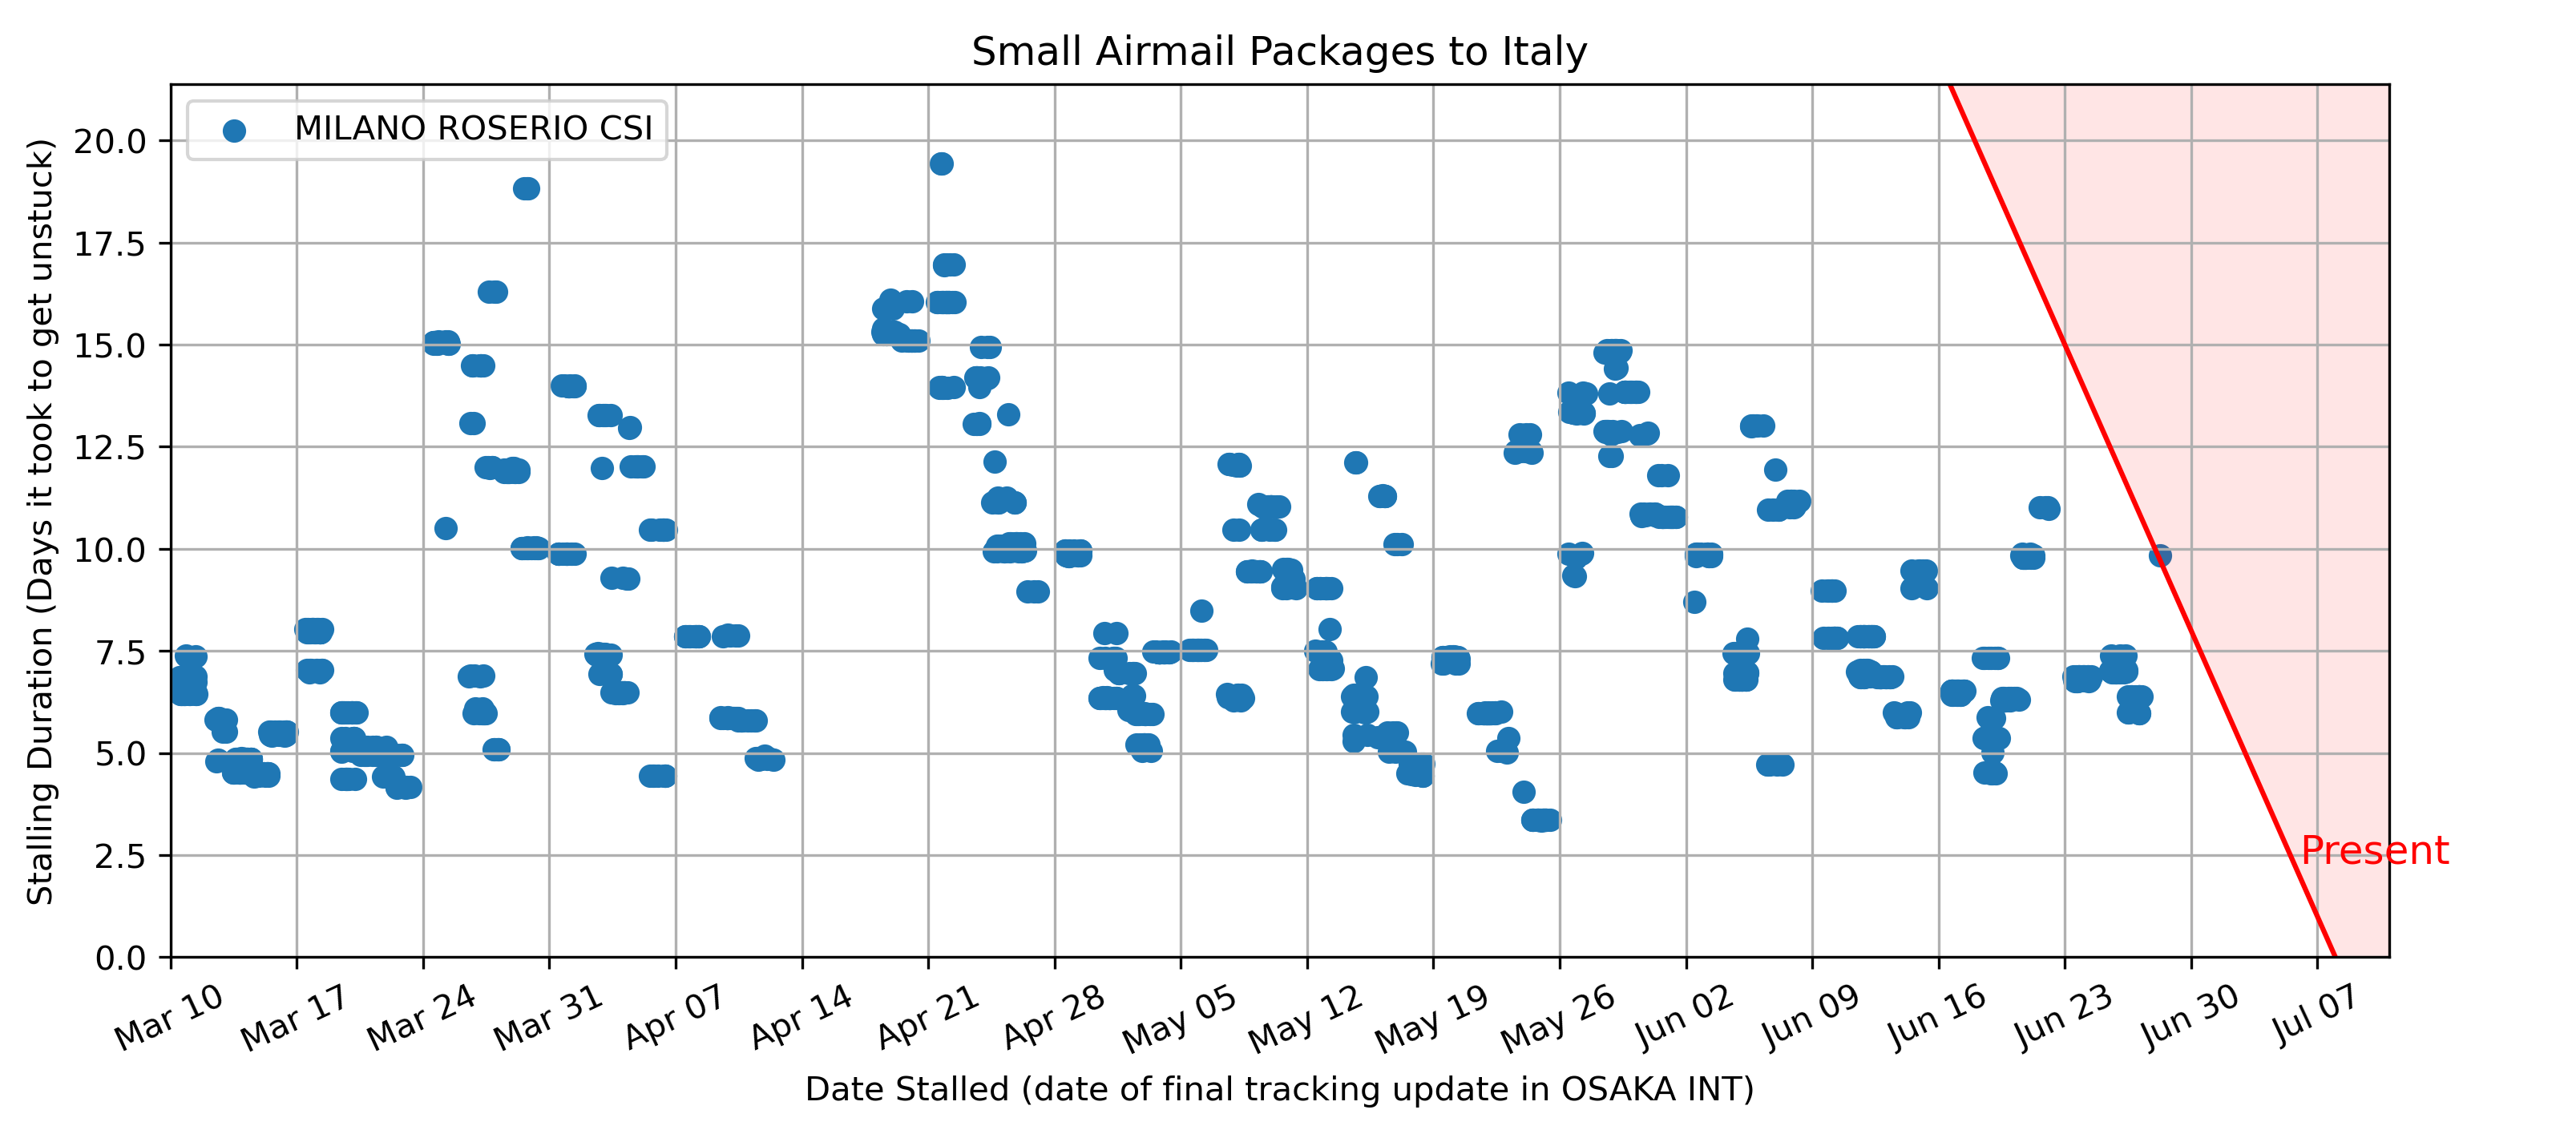 Small Airmail Packages to Italy
MILANO ROSERIO CSI
Stalling Duration (Days it took to get unstuck)
20.0
17.5
15.0
12.5
10.0
7.5
5.0
2.5
0.0
Present
Mar 10
Mar 17
Mar 24
Mar 31
Apr 07
Apr 14
Apr 21
Apr 28
May 05
May 12
May 19
May 26
Jun 02
Jun 09
Jun 16
Jun 23
Jun 30
Jul 07
Date Stalled (date of final tracking update in OSAKA INT)